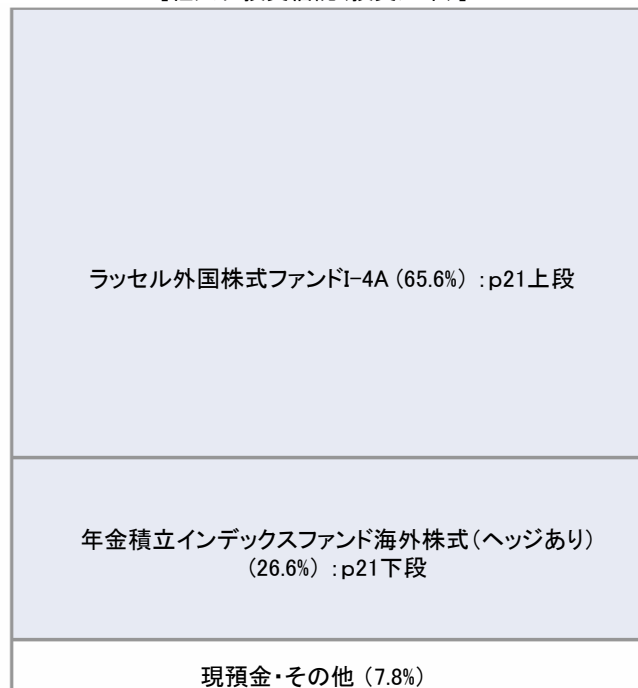 ラッセル外国株式ファンドI-4A (65.6%) :p21上段
年金積立インデックスファンド海外株式(ヘッジあり)
(26.6%) :p21下段
現預金・その他 (7.8%)